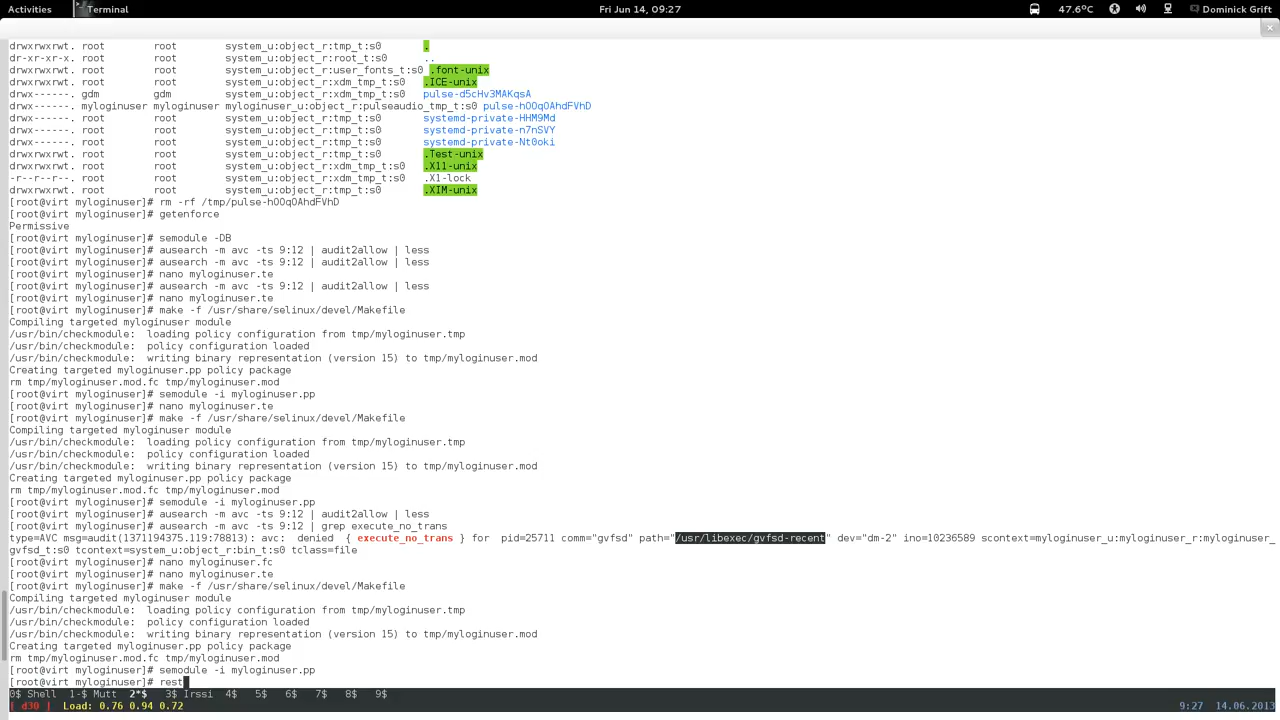 Activities Terminal Fri Jun 14, 09:27 47.6°C Dominick Grift
drwxrwxrwt. root root system_u:object_r:tmp_t:s0 .
dr-xr-xr-x. root root system_u:object_r:root_t:s0 ..
drwxrwxrwt. root root system_u:object_r:user_fonts_t:s0 .font-unix
drwxrwxrwt. root root system_u:object_r:xdm_tmp_t:s0 .ICE-unix
drwx------. gdm gdm system_u:object_r:xdm_tmp_t:s0 pulse-d5cHv3MAKqsA
drwx------. myloginuser myloginuser myloginuser_u:object_r:pulseaudio_tmp_t:s0 pulse-hOOqOAhdFVhD
drwx------. root root system_u:object_r:tmp_t:s0 systemd-private-HHM9Md
drwx------. root root system_u:object_r:tmp_t:s0 systemd-private-n7nSVY
drwx------. root root system_u:object_r:tmp_t:s0 systemd-private-Nt0oki
drwxrwxrwt. root root system_u:object_r:tmp_t:s0 .Test-unix
drwxrwxrwt. root root system_u:object_r:xdm_tmp_t:s0 .X11-unix
-r--r--r--. root root system_u:object_r:xdm_tmp_t:s0 .X1-lock
drwxrwxrwt. root root system_u:object_r:tmp_t:s0 .XIM-unix
[root@virt myloginuser]# rm -rf /tmp/pulse-hOOqOAhdFVhD
[root@virt myloginuser]# getenforce
Permissive
[root@virt myloginuser]# semodule -DB
[root@virt myloginuser]# ausearch -m avc -ts 9:12 | audit2allow | less
[root@virt myloginuser]# ausearch -m avc -ts 9:12 | audit2allow | less
[root@virt myloginuser]# nano myloginuser.te
[root@virt myloginuser]# ausearch -m avc -ts 9:12 | audit2allow | less
[root@virt myloginuser]# nano myloginuser.te
[root@virt myloginuser]# make -f /usr/share/selinux/devel/Makefile
Compiling targeted myloginuser module
/usr/bin/checkmodule: loading policy configuration from tmp/myloginuser.tmp
/usr/bin/checkmodule: policy configuration loaded
/usr/bin/checkmodule: writing binary representation (version 15) to tmp/myloginuser.mod
Creating targeted myloginuser.pp policy package
rm tmp/myloginuser.mod.fc tmp/myloginuser.mod
[root@virt myloginuser]# semodule -i myloginuser.pp
[root@virt myloginuser]# nano myloginuser.te
[root@virt myloginuser]# make -f /usr/share/selinux/devel/Makefile
Compiling targeted myloginuser module
/usr/bin/checkmodule: loading policy configuration from tmp/myloginuser.tmp
/usr/bin/checkmodule: policy configuration loaded
/usr/bin/checkmodule: writing binary representation (version 15) to tmp/myloginuser.mod
Creating targeted myloginuser.pp policy package
rm tmp/myloginuser.mod.fc tmp/myloginuser.mod
[root@virt myloginuser]# semodule -i myloginuser.pp
[root@virt myloginuser]# ausearch -m avc -ts 9:12 | audit2allow | less
[root@virt myloginuser]# ausearch -m avc -ts 9:12 | grep execute_no_trans
type=AVC msg=audit(1371194375.119:78813): avc: denied { execute_no_trans } for pid=25711 comm="gvfsd" path="/usr/libexec/gvfsd-recent" dev="dm-2" ino=10236589 scontext=myloginuser_u:myloginuser_r:myloginuser_
gvfsd_t:s0 tcontext=system_u:object_r:bin_t:s0 tclass=file
[root@virt myloginuser]# nano myloginuser.fc
[root@virt myloginuser]# nano myloginuser.te
[root@virt myloginuser]# make -f /usr/share/selinux/devel/Makefile
Compiling targeted myloginuser module
/usr/bin/checkmodule: loading policy configuration from tmp/myloginuser.tmp
/usr/bin/checkmodule: policy configuration loaded
/usr/bin/checkmodule: writing binary representation (version 15) to tmp/myloginuser.mod
Creating targeted myloginuser.pp policy package
rm tmp/myloginuser.mod.fc tmp/myloginuser.mod
[root@virt myloginuser]# semodule -i myloginuser.pp
[root@virt myloginuser]# rest
0$ Shell 1-$ Mutt 2*$ 3$ Irssi 4$ 5$ 6$ 7$ 8$ 9$
[ d30 ] Load: 0.76 0.94 0.72 9:27 14.06.2013